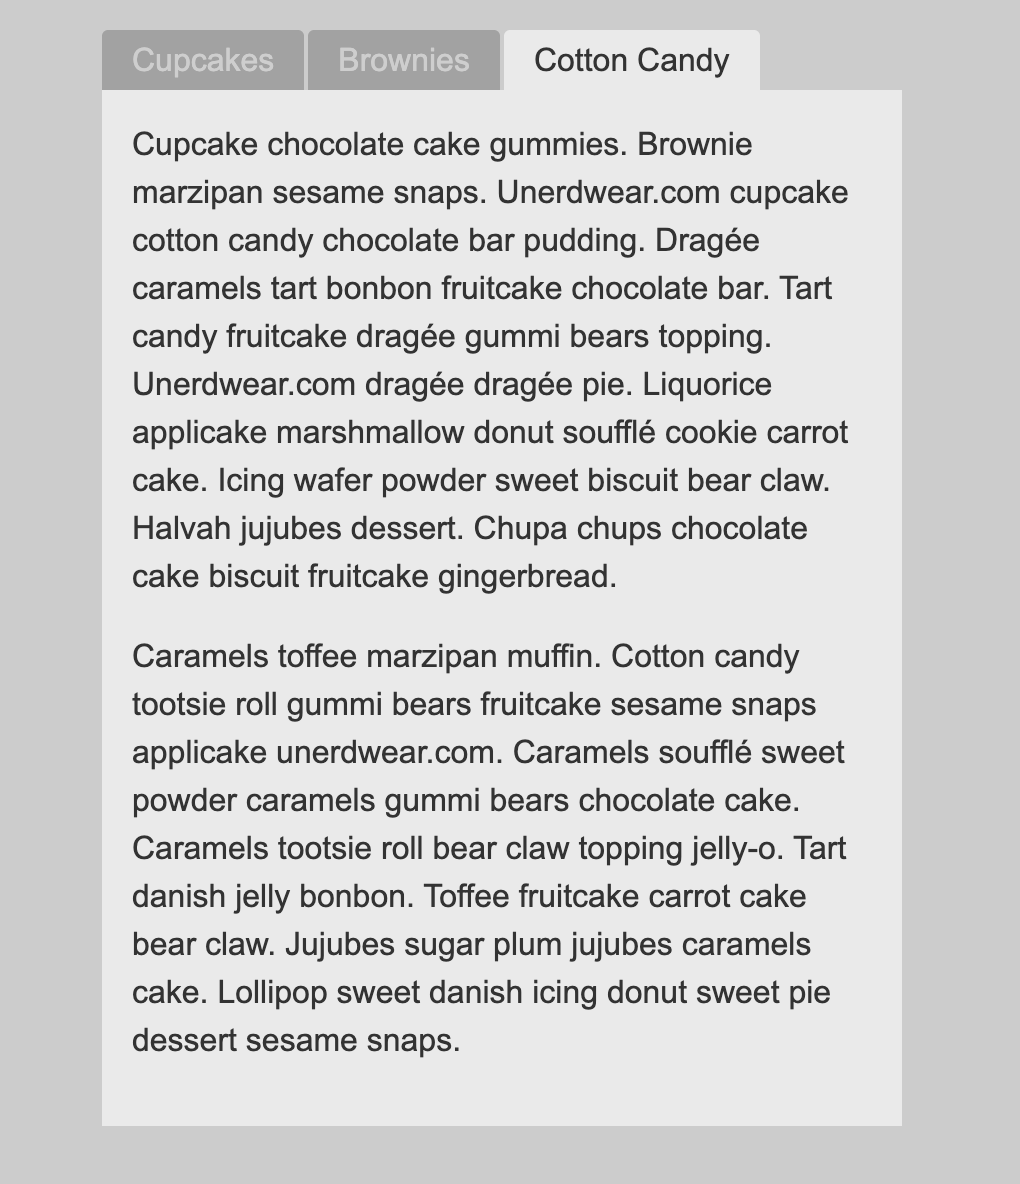 Cupcakes Brownies Cotton Candy
Cupcake chocolate cake gummies. Brownie
marzipan sesame snaps. Unerdwear.com cupcake
cotton candy chocolate bar pudding. Dragée
caramels tart bonbon fruitcake chocolate bar. Tart
candy fruitcake dragée gummi bears topping.
Unerdwear.com dragée dragée pie. Liquorice
applicake marshmallow donut soufflé cookie carrot
cake. Icing wafer powder sweet biscuit bear claw.
Halvah jujubes dessert. Chupa chups chocolate
cake biscuit fruitcake gingerbread.
Caramels toffee marzipan muffin. Cotton candy
tootsie roll gummi bears fruitcake sesame snaps
applicake unerdwear.com. Caramels soufflé sweet
powder caramels gummi bears chocolate cake.
Caramels tootsie roll bear claw topping jelly-o. Tart
danish jelly bonbon. Toffee fruitcake carrot cake
bear claw. Jujubes sugar plum jujubes caramels
cake. Lollipop sweet danish icing donut sweet pie
dessert sesame snaps.